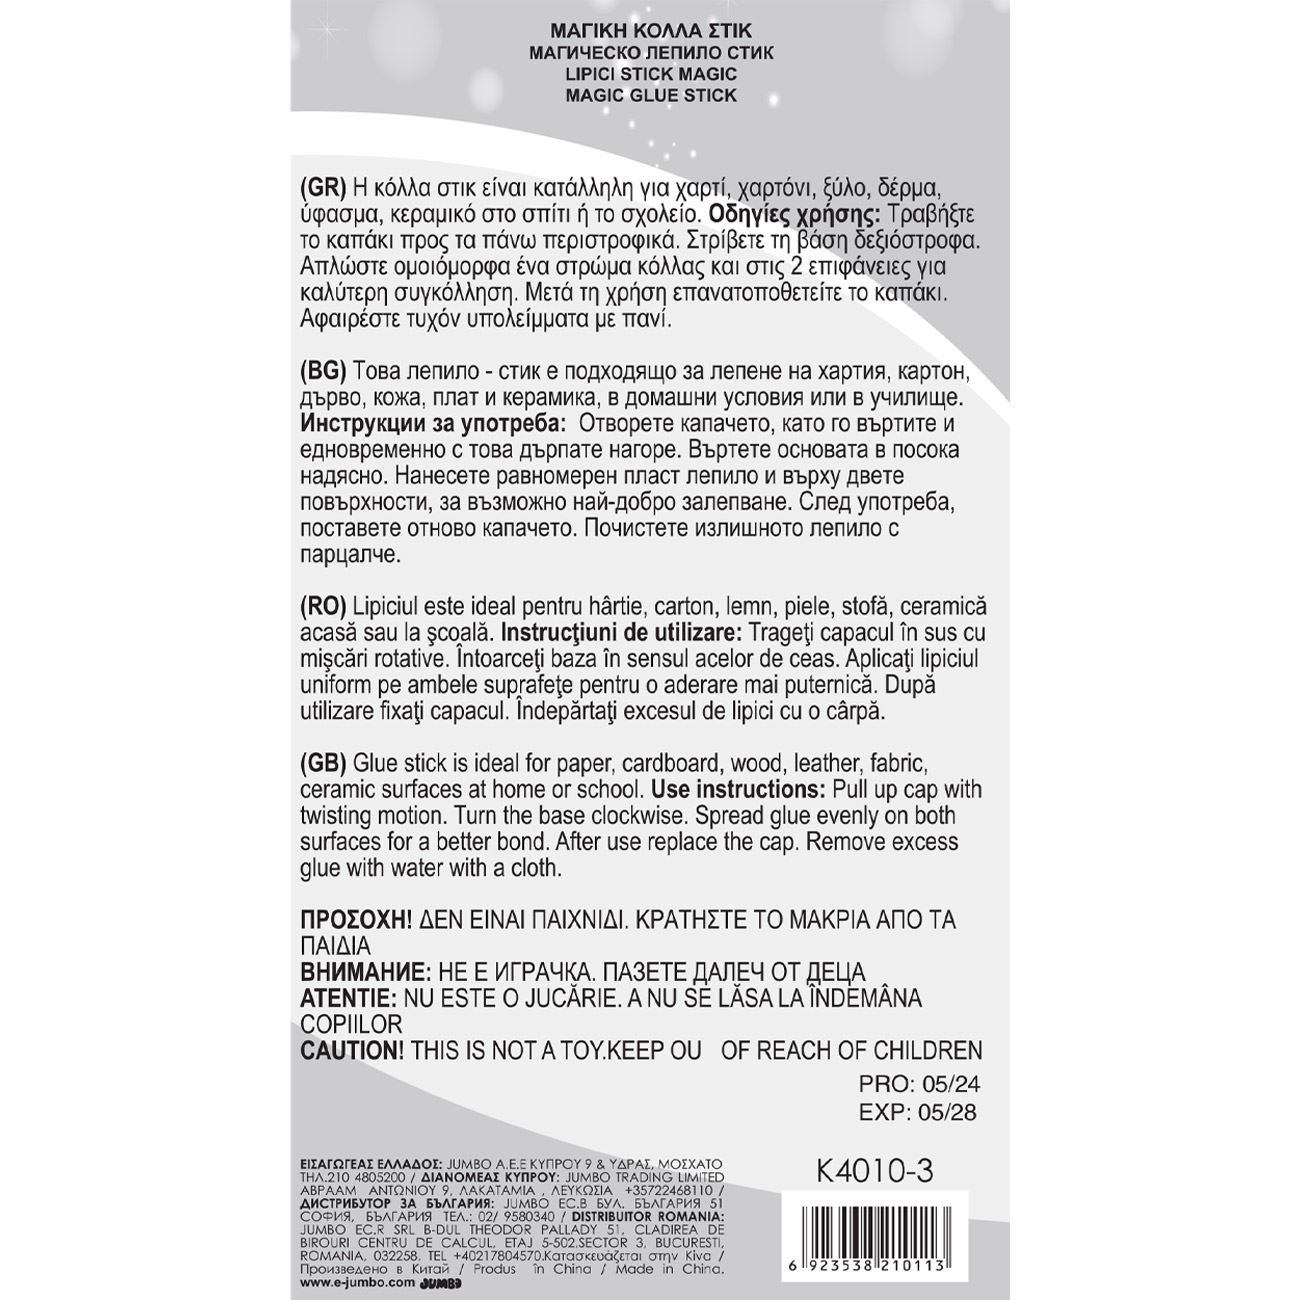 ΜΑΓΙΚΗ ΚΟΛΛΑ ΣΤΙΚ
МАГИЧЕСКО ЛЕПИЛО СТИК
LIPICI STICK MAGIC
MAGIC GLUE STICK
(GR) Η κόλλα στικ είναι κατάλληλη για χαρτί, χαρτόνι, ξύλο, δέρμα,
ύφασμα, κεραμικό στο σπίτι ή το σχολείο. Οδηγίες χρήσης: Τραβήξτε
το καπάκι προς τα πάνω περιστροφικά. Στρίβετε τη βάση δεξιόστροφα.
Απλώστε ομοιόμορφα ένα στρώμα κόλλας και στις 2 επιφάνειες για
καλύτερη συγκόλληση. Μετά τη χρήση επανατοποθετείτε το καπάκι.
Αφαιρέστε τυχόν υπολείμματα με πανί.
(BG) Това лепило - стик е подходящо за лепене на хартия, картон,
дърво, кожа, плат и керамика, в домашни условия или в училище.
Инструкции за употреба: Отворете капачето, като го въртите и
едновременно с това дърпате нагоре. Въртете основата в посока
надясно. Нанесете равномерен пласт лепило и върху двете
повърхности, за възможно най-добро залепване. След употреба,
поставете отново капачето. Почистете излишното лепило с
парцалче.
(RO) Lipiciul este ideal pentru hârtie, carton, lemn, piele, stofă, ceramică
acasă sau la şcoală. Instrucţiuni de utilizare: Trageţi capacul în sus cu
mişcări rotative. Întoarceţi baza în sensul acelor de ceas. Aplicaţi lipiciul
uniform pe ambele suprafeţe pentru o aderare mai puternică. După
utilizare fixaţi capacul. Îndepărtaţi excesul de lipici cu o cârpă.
(GB) Glue stick is ideal for paper, cardboard, wood, leather, fabric,
ceramic surfaces at home or school. Use instructions: Pull up cap with
twisting motion. Turn the base clockwise. Spread glue evenly on both
surfaces for a better bond. After use replace the cap. Remove excess
glue with water with a cloth.
ΠΡΟΣΟΧΗ! ΔΕΝ ΕΙΝΑΙ ΠΑΙΧΝΙΔΙ. ΚΡΑΤΗΣΤΕ ΤΟ ΜΑΚΡΙΑ ΑΠΟ ΤΑ
ΠΑΙΔΙΑ
ВНИМАНИЕ: НЕ Е ИГРАЧКА. ПАЗЕТЕ ДАЛЕЧ ОТ ДЕЦА
ATENTIE: NU ESTE O JUCĂRIE. A NU SE LĂSA LA ÎNDEMÂNA
COPIILOR
CAUTION! THIS IS NOT A TOY.KEEP OU OF REACH OF CHILDREN
PRO: 05/24
EXP: 05/28
ΕΙΣΑΓΩΓΕΑΣ ΕΛΛΑΔΟΣ: JUMBO A.E.E ΚΥΠΡΟΥ 9 & ΥΔΡΑΣ, ΜΟΣΧΑΤΟ
ΤΗΛ.210 4805200 / ΔΙΑΝΟΜΕΑΣ ΚΥΠΡΟΥ: JUMBO TRADING LIMITED
ΑΒΡΑΑΜ ΑΝΤΩΝΙΟΥ 9, ΛΑΚΑΤΑΜΙΑ , ΛΕΥΚΩΣΙΑ +35722468110 /
ДИСТРИБУТОР ЗА БЪЛГАРИЯ: JUMBO EC.B БУЛ. БЪЛГАРИЯ 51
СОФИЯ, БЪЛГАРИЯ ТЕЛ.: 02/ 9580340 / DISTRIBUITOR ROMANIA:
JUMBO EC.R SRL B-DUL THEODOR PALLADY 51, CLADIREA DE
BIROURI CENTRU DE CALCUL, ETAJ 5-502.SECTOR 3, BUCURESTI,
ROMANIA, 032258. TEL +40217804570.Κατασκευάζεται στην Κίνα /
Произведено в Китай / Produs în China / Made in China.
www.e-jumbo.com JUMBO
K4010-3
6 923538 210113